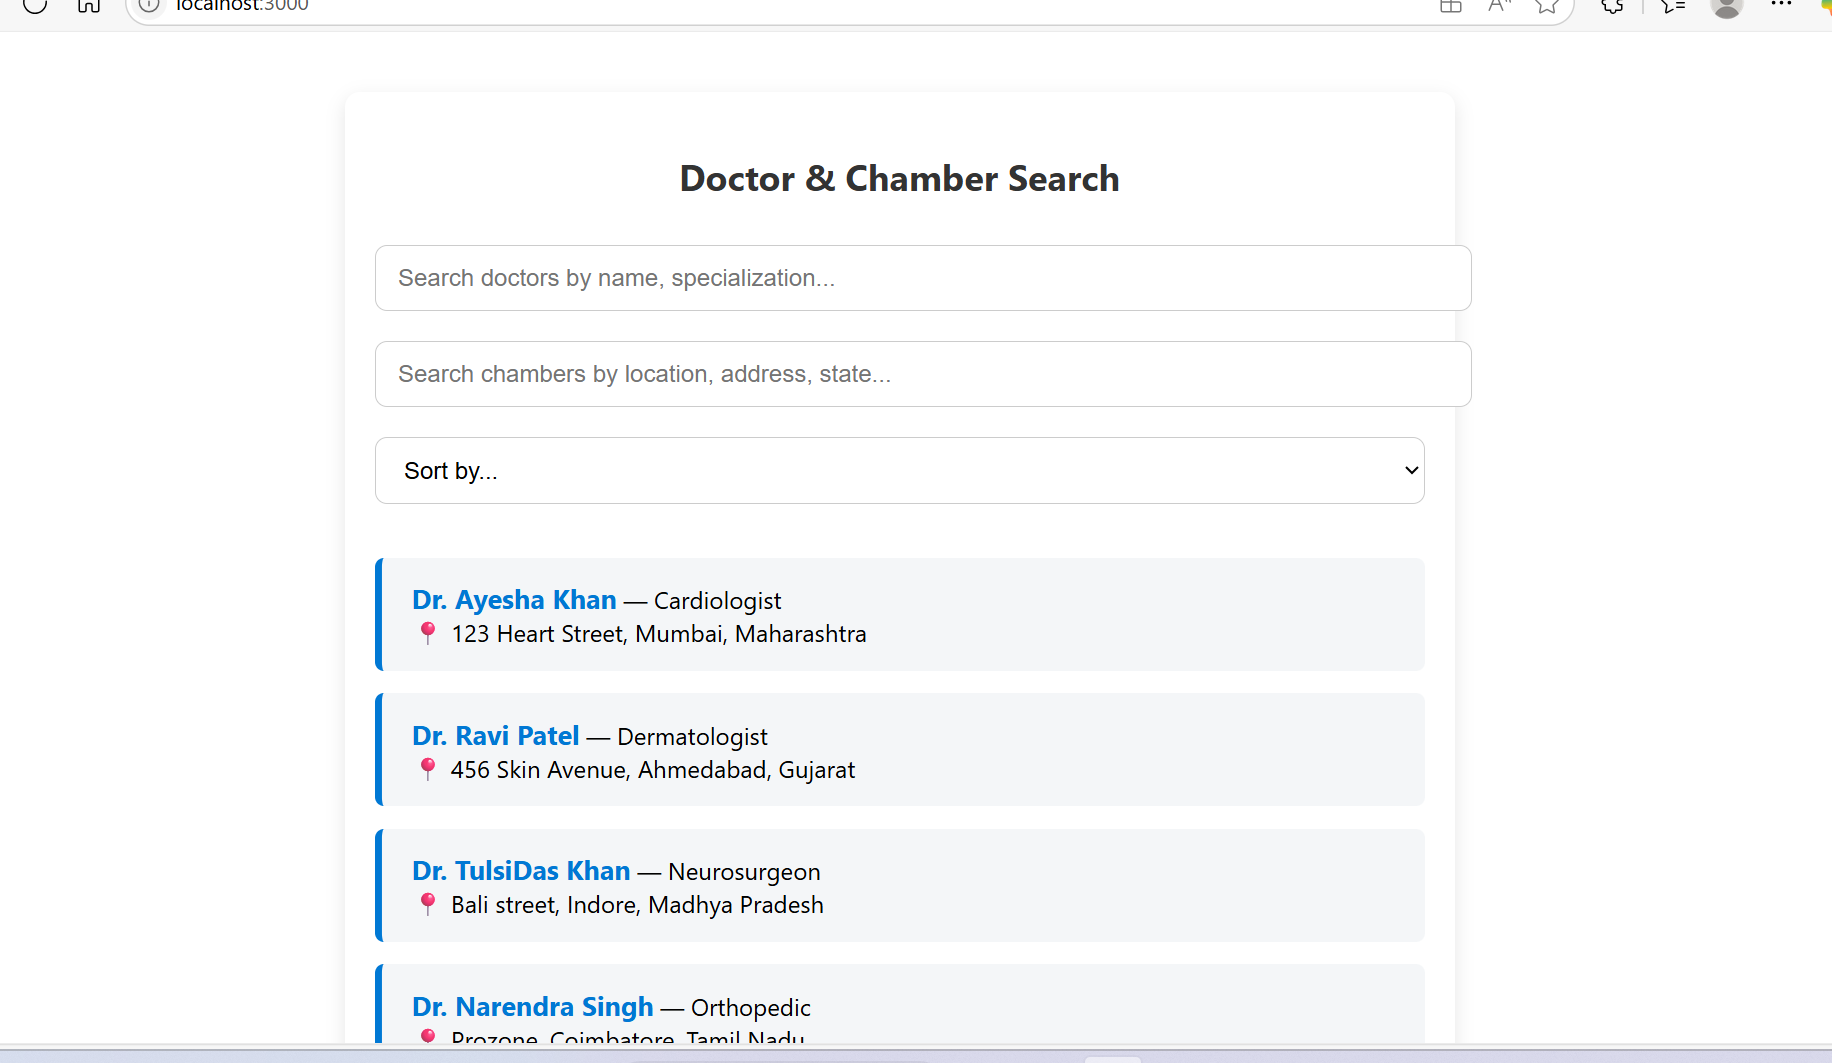 localhost:3000
Doctor & Chamber Search
Search doctors by name, specialization...
Search chambers by location, address, state...
Sort by...
Dr. Ayesha Khan — Cardiologist
📍 123 Heart Street, Mumbai, Maharashtra
Dr. Ravi Patel — Dermatologist
📍 456 Skin Avenue, Ahmedabad, Gujarat
Dr. TulsiDas Khan — Neurosurgeon
📍 Bali street, Indore, Madhya Pradesh
Dr. Narendra Singh — Orthopedic
📍 Prozone, Coimbatore, Tamil Nadu